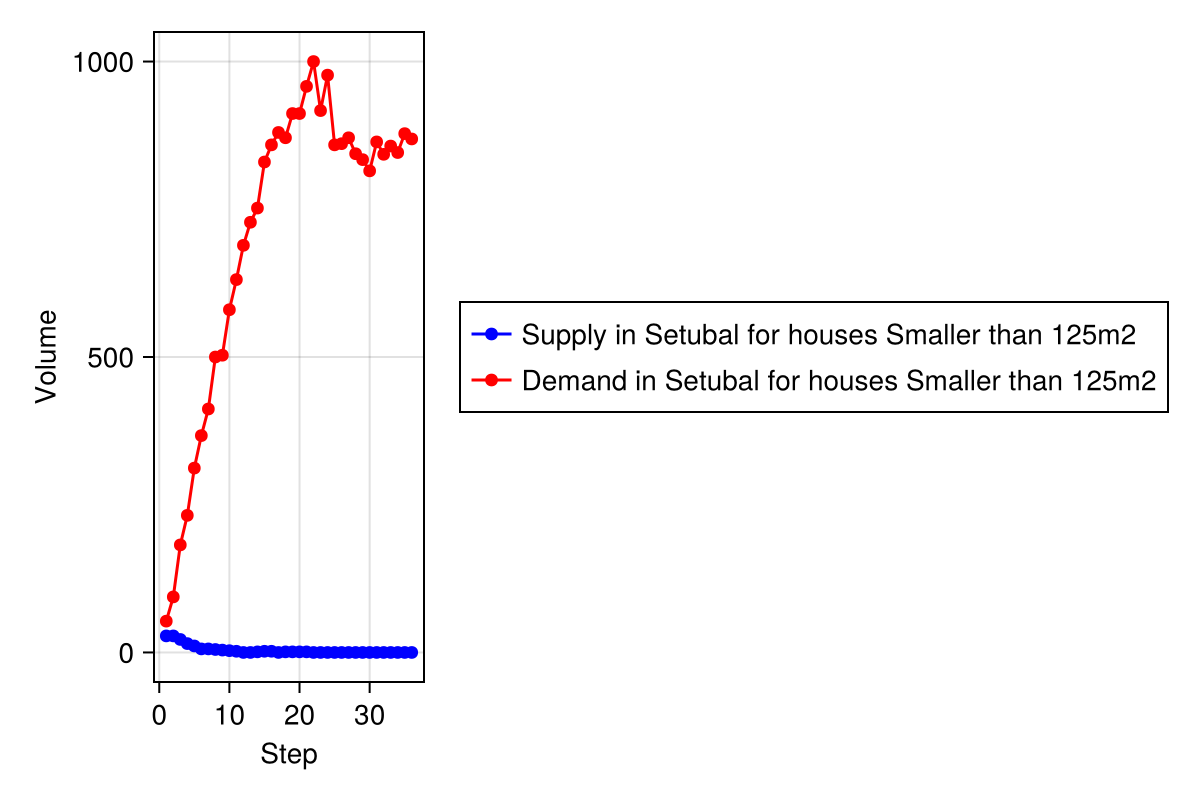 1000
500
0
Volume
0 10 20 30
Step
Supply in Setubal for houses Smaller than 125m2
Demand in Setubal for houses Smaller than 125m2